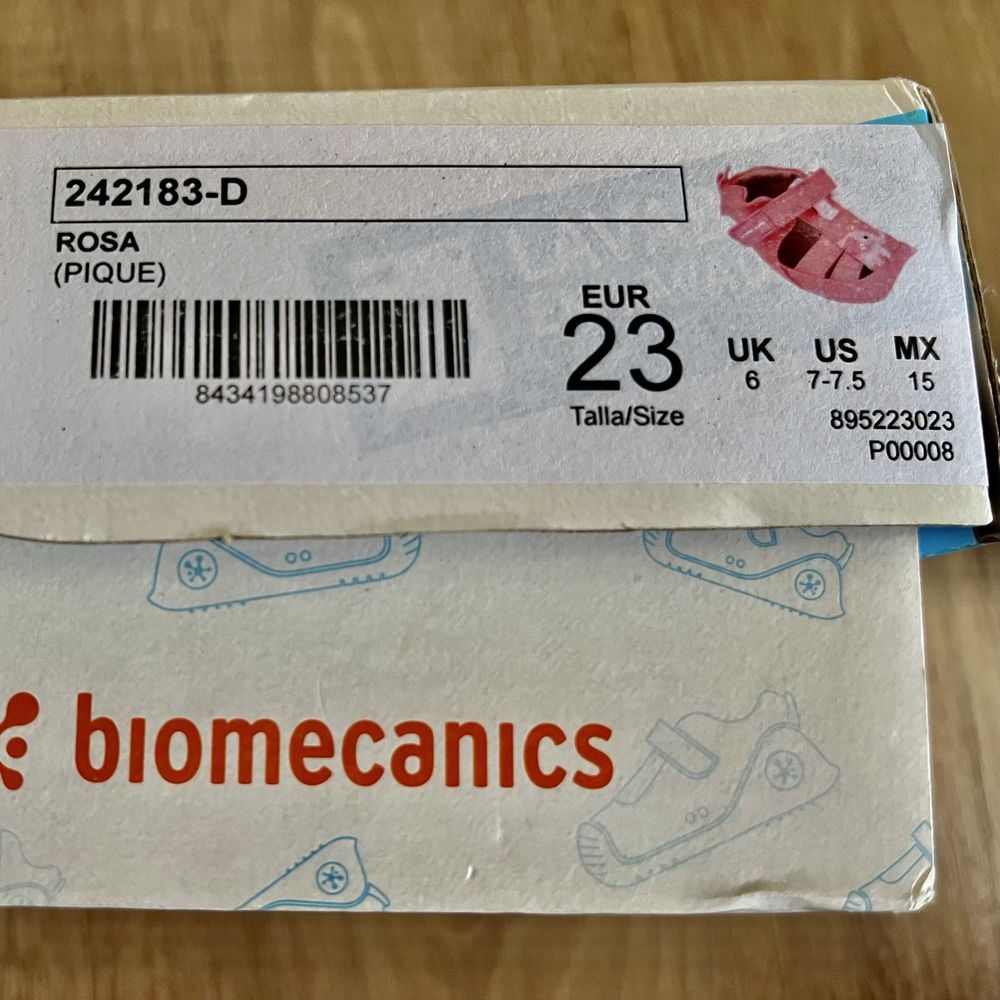 242183-D
ROSA
(PIQUE)
8434198808537
EUR
23
Talla/Size
UK US MX
6 7-7.5 15
895223023
P00008
biomecanics